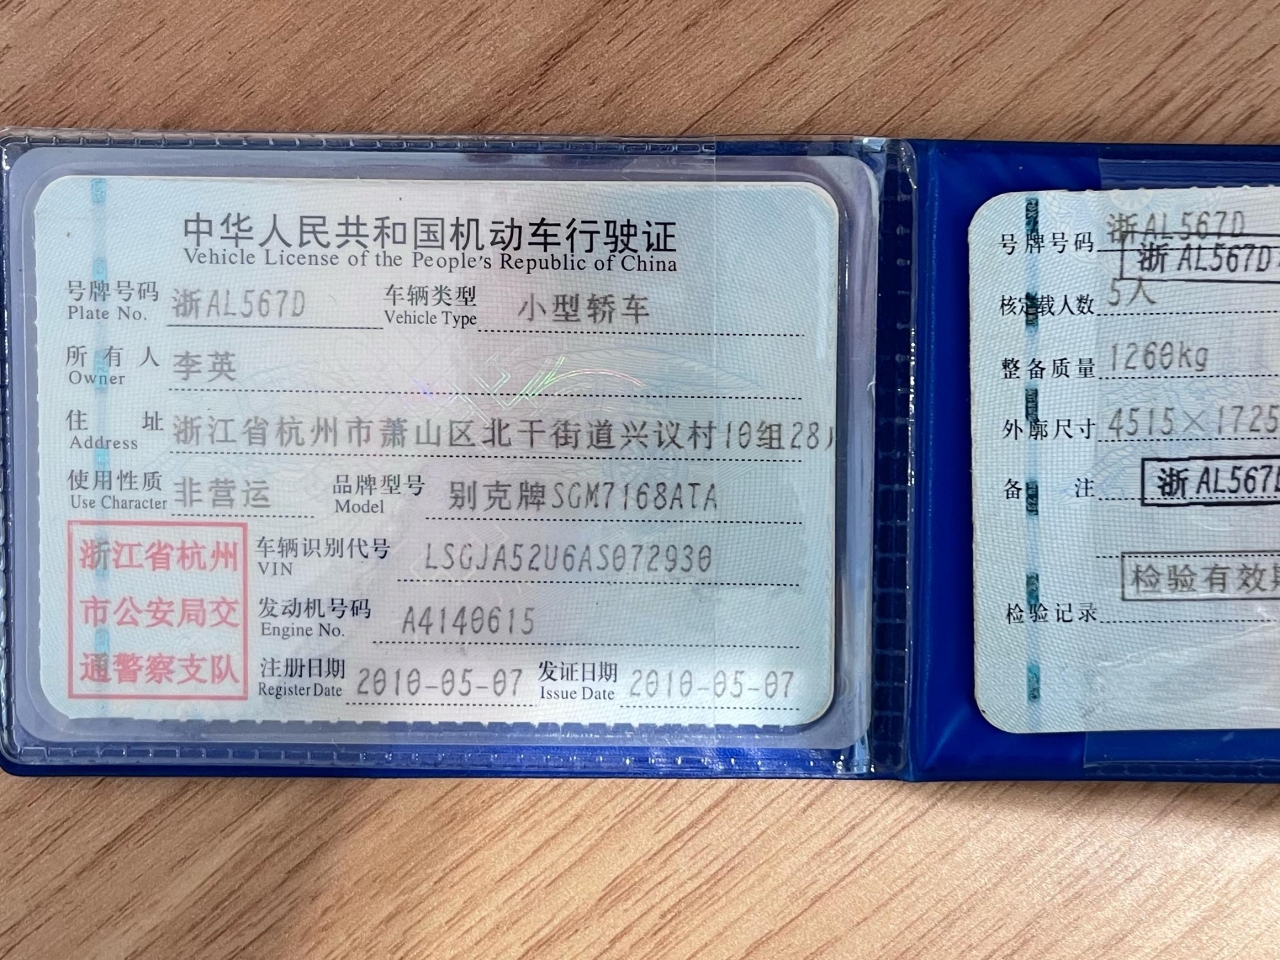 中华人民共和国机动车行驶证
Vehicle License of the People's Republic of China
号牌号码 浙AL567D 车辆类型 小型轿车
Plate No. Vehicle Type
所有人 李英
Owner
住址 浙江省杭州市萧山区北干街道兴议村10组28
Address
使用性质 非营运 品牌型号 别克牌SGM7168ATA
Use Character Model
浙江省杭州
市公安局交
通警察支队
车辆识别代号 LSGJA52U6AS072930
VIN
发动机号码 A4140615
Engine No.
注册日期 2010-05-07 发证日期 2010-05-07
Register Date Issue Date
号牌号码 浙AL567D
浙AL567D
核定载人数 5人
整备质量 1260kg
外廓尺寸 4515×1725
备注 浙AL567D
检验有效
检验记录